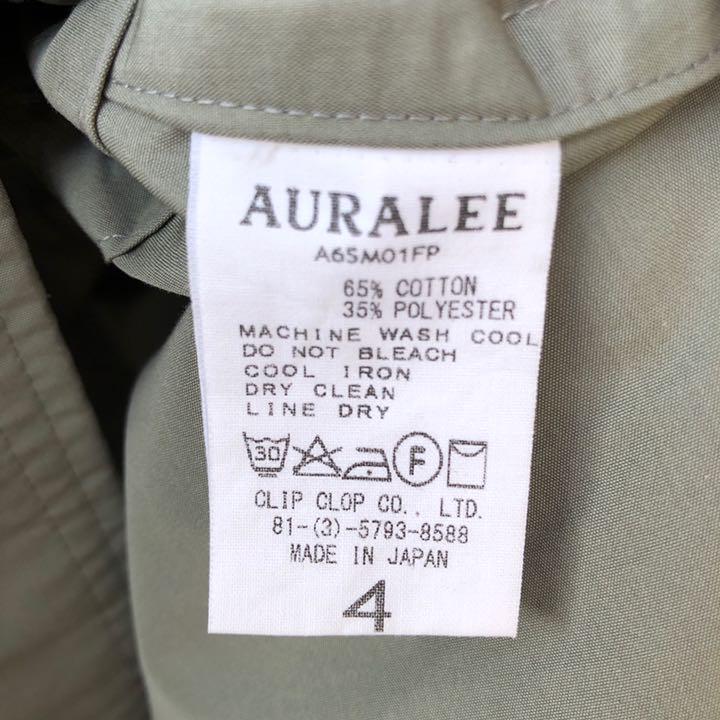 AURALEE
A6SM01FP
65% COTTON
35% POLYESTER
MACHINE WASH COOL
DO NOT BLEACH
COOL IRON
DRY CLEAN
LINE DRY
30 F
CLIP CLOP CO., LTD.
81-(3)-5793-8588
MADE IN JAPAN
4